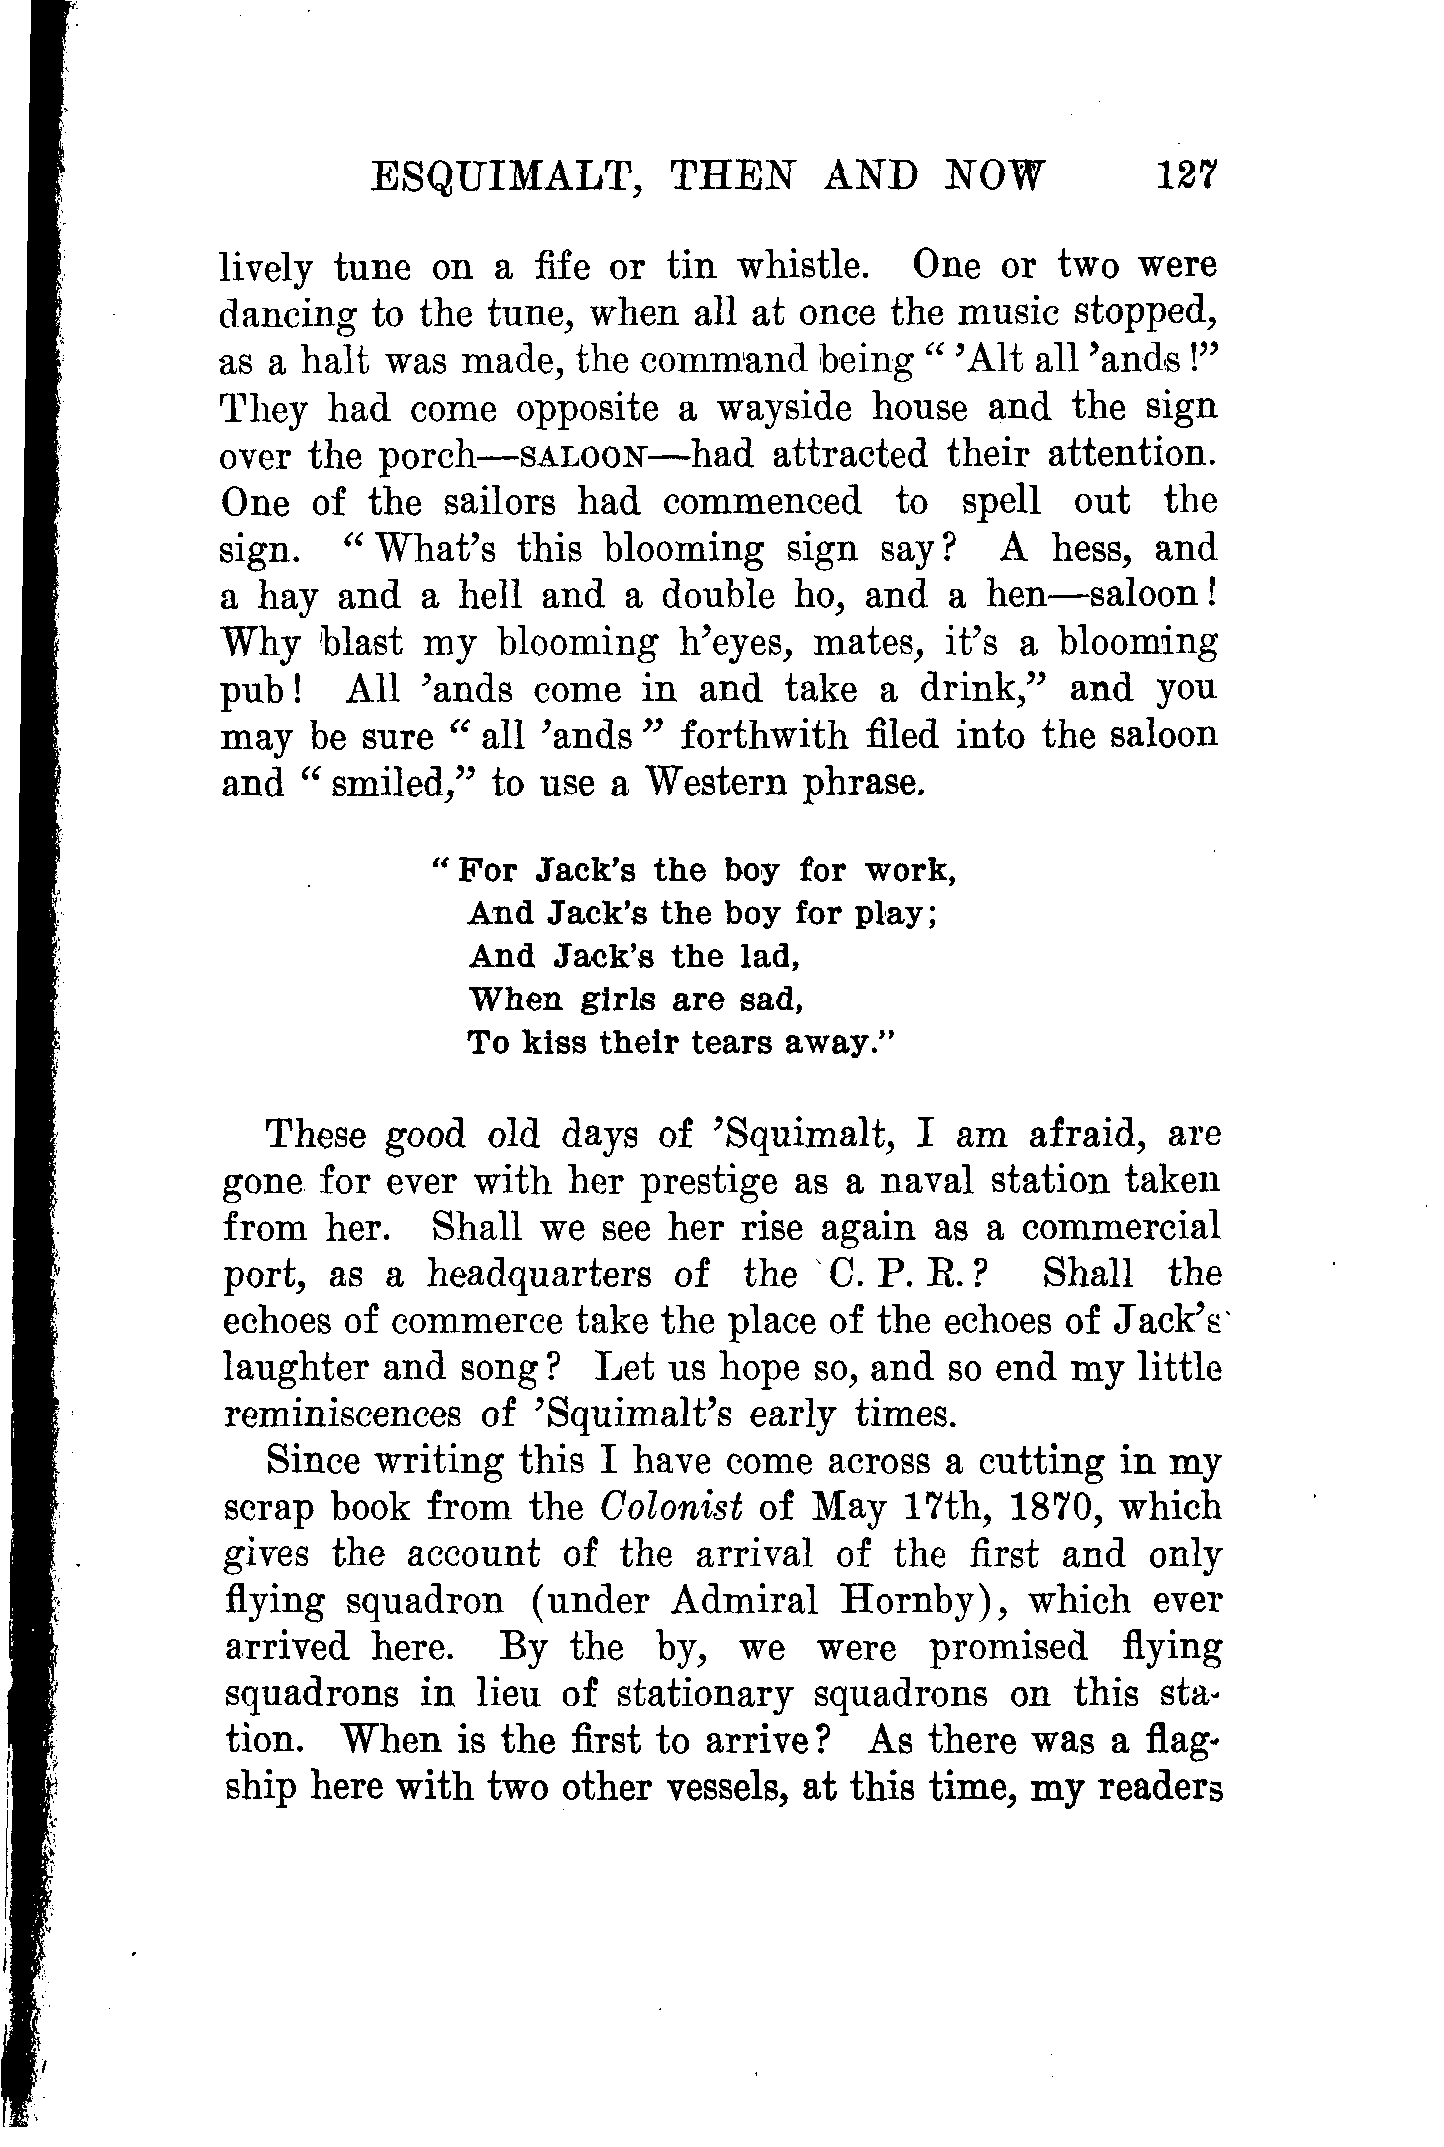 ESQUIMALT, THEN AND NOW 127
lively tune on a fife or tin whistle. One or two were
dancing to the tune, when all at once the music stopped,
as a halt was made, the command being “ ’Alt all ’ands !”
They had come opposite a wayside house and the sign
over the porch—SALOON—had attracted their attention.
One of the sailors had commenced to spell out the
sign. “ What’s this blooming sign say? A hess, and
a hay and a hell and a double ho, and a hen—saloon !
Why blast my blooming h’eyes, mates, it’s a blooming
pub ! All ’ands come in and take a drink,” and you
may be sure “ all ’ands ” forthwith filed into the saloon
and “ smiled,” to use a Western phrase.
“ For Jack’s the boy for work,
And Jack’s the boy for play;
And Jack’s the lad,
When girls are sad,
To kiss their tears away.”
These good old days of ’Squimalt, I am afraid, are
gone for ever with her prestige as a naval station taken
from her. Shall we see her rise again as a commercial
port, as a headquarters of the C. P. R. ? Shall the
echoes of commerce take the place of the echoes of Jack’s
laughter and song ? Let us hope so, and so end my little
reminiscences of ’Squimalt’s early times.
Since writing this I have come across a cutting in my
scrap book from the Colonist of May 17th, 1870, which
gives the account of the arrival of the first and only
flying squadron (under Admiral Hornby), which ever
arrived here. By the by, we were promised flying
squadrons in lieu of stationary squadrons on this sta-
tion. When is the first to arrive ? As there was a flag-
ship here with two other vessels, at this time, my readers